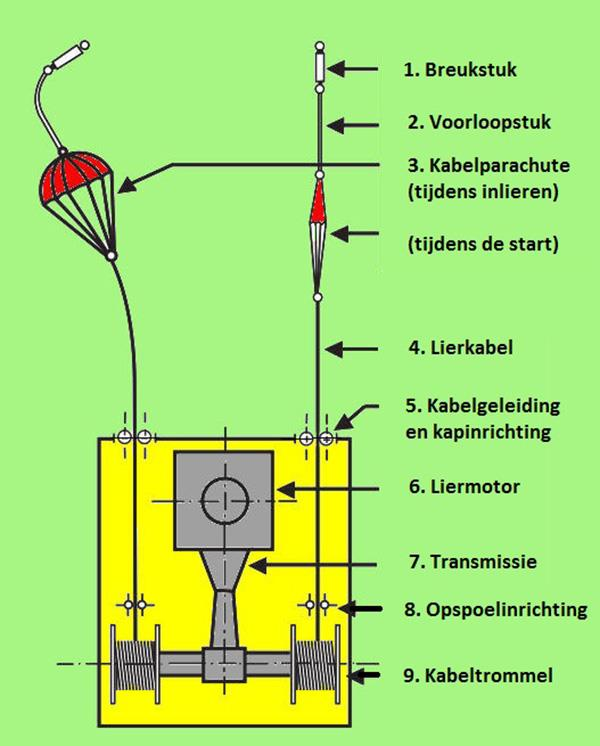 1. Breukstuk
2. Voorloopstuk
3. Kabelparachute
(tijdens inlieren)
(tijdens de start)
4. Lierkabel
5. Kabelgeleiding
en kapinrichting
6. Liermotor
7. Transmissie
8. Opspoelinrichting
9. Kabeltrommel